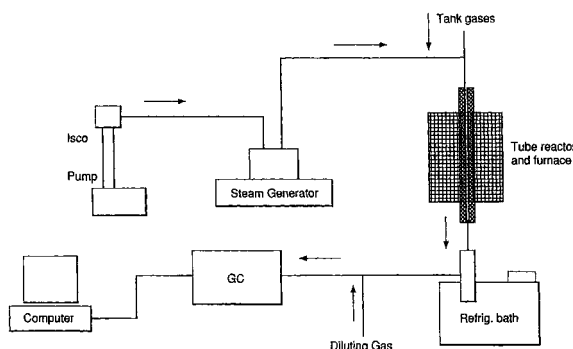 Tank gases
Isco
Pump
Steam Generator
Tube reactor
and furnace
GC
Computer
Refrig. bath
Diluting Gas